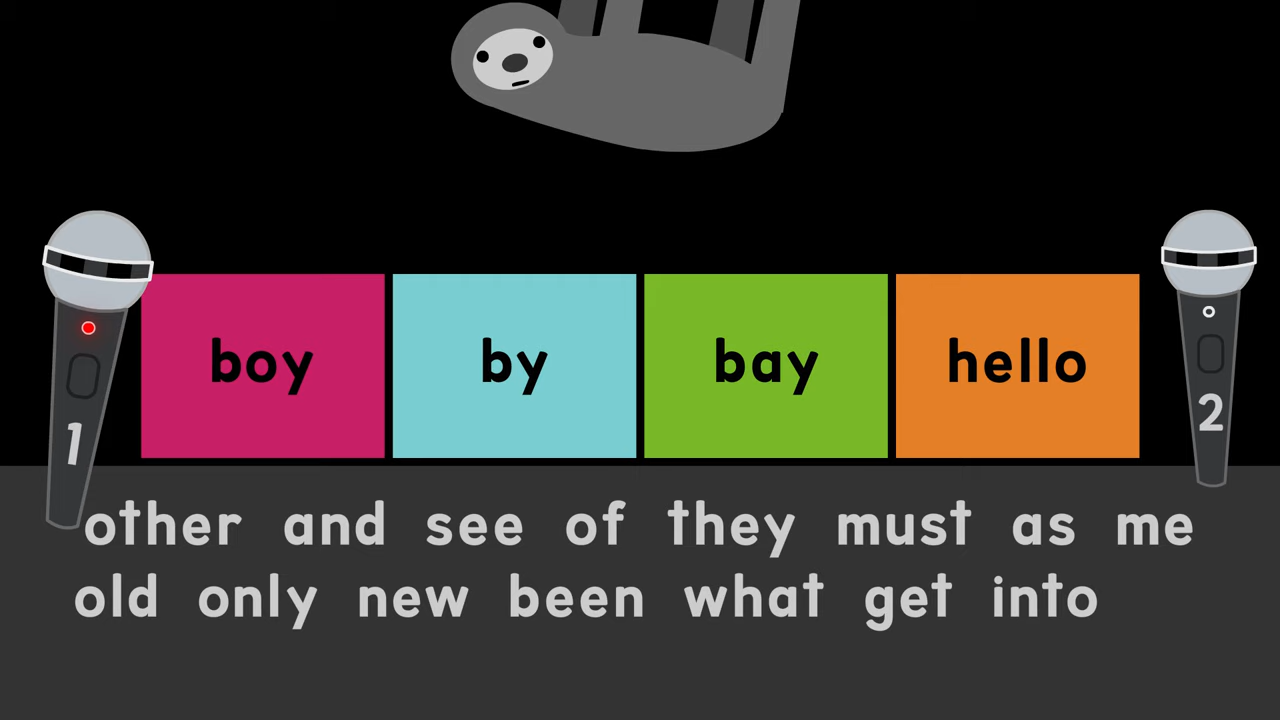 boy by bay hello
1
2
other and see of they must as me
old only new been what get into